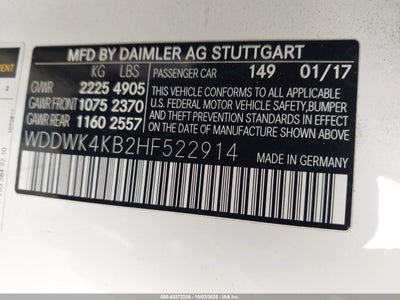 MFD BY DAIMLER AG STUTTGART
KG LBS
GVWR 2225 4905
GAWR FRONT 1075 2370
GAWR REAR 1160 2557
PASSENGER CAR 149 01/17
THIS VEHICLE CONFORMS TO ALL APPLICABLE
U.S. FEDERAL MOTOR VEHICLE SAFETY, BUMPER
AND THEFT PREVENTION STANDARDS IN EFFECT
ON THE DATE OF MANUFACTURE SHOWN ABOVE.
WDDWK4KB2HF522914
MADE IN GERMANY
2